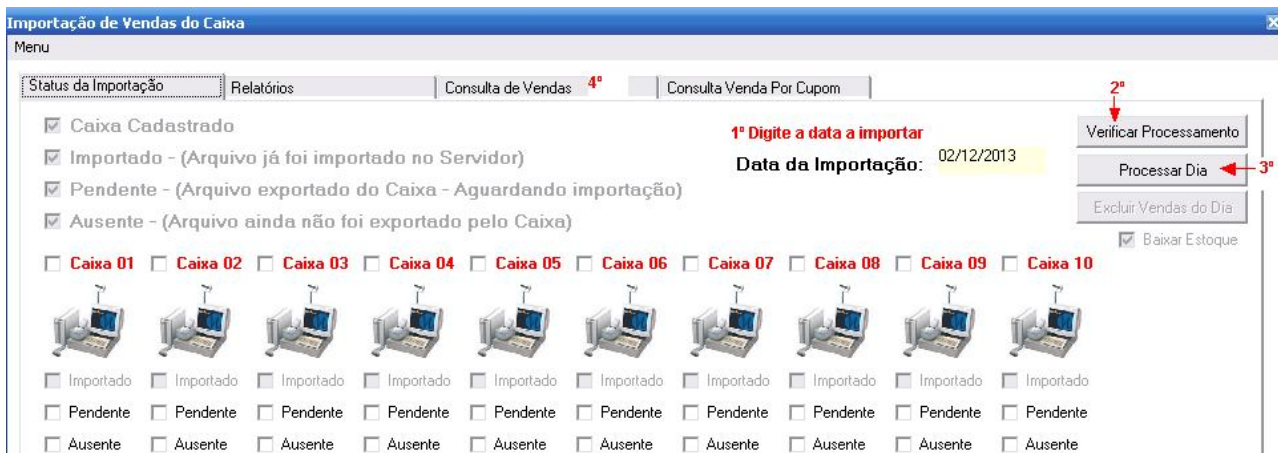 Importação de Vendas do Caixa
Menu
Status da Importação Relatórios Consulta de Vendas 4º Consulta Venda Por Cupom
2º
Caixa Cadastrado 1º Digite a data a importar Verificar Processamento
Importado - (Arquivo já foi importado no Servidor) Data da Importação: 02/12/2013 Processar Dia 3º
Pendente - (Arquivo exportado do Caixa - Aguardando importação)
Excluir Vendas do Dia
Ausente - (Arquivo ainda não foi exportado pelo Caixa)
Baixar Estoque
Caixa 01 Caixa 02 Caixa 03 Caixa 04 Caixa 05 Caixa 06 Caixa 07 Caixa 08 Caixa 09 Caixa 10
Importado Importado Importado Importado Importado Importado Importado Importado Importado Importado
Pendente Pendente Pendente Pendente Pendente Pendente Pendente Pendente Pendente Pendente
Ausente Ausente Ausente Ausente Ausente Ausente Ausente Ausente Ausente Ausente